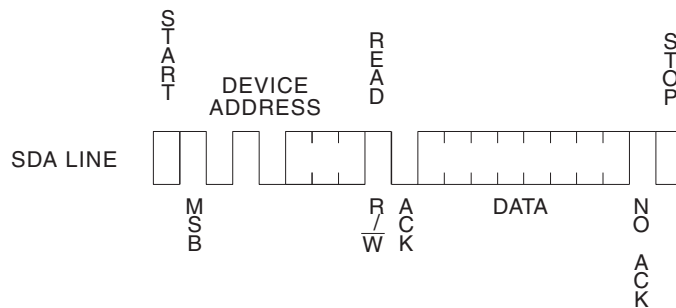 START
DEVICE
ADDRESS
READ
STOP
SDA LINE
MSB
R/W
ACK
DATA
NO ACK